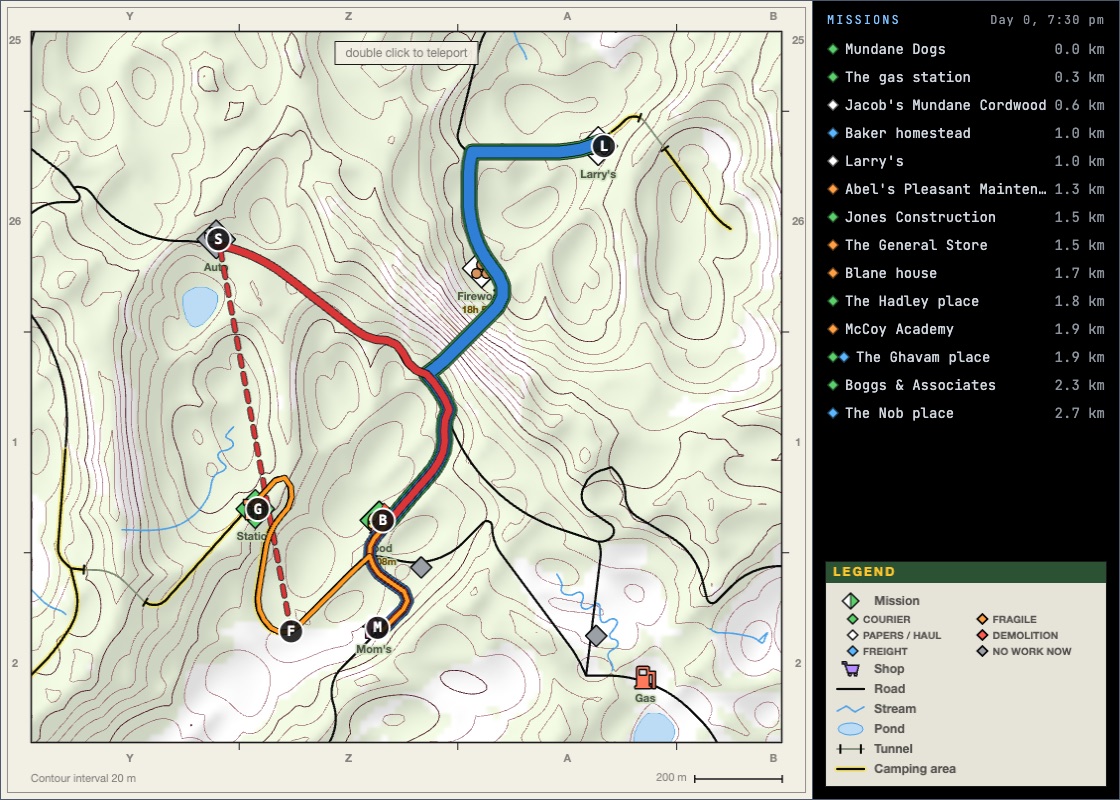 Y Z A B
25 25
double click to teleport
L
Larry's
26 26
S
Auto
Firewo
18h
1 1
G
Static
B
ood
08m
F
M
Mom's
2 2
Gas
Y Z A B
Contour interval 20 m
200 m
MISSIONS Day 0, 7:30 pm
Mundane Dogs 0.0 km
The gas station 0.3 km
Jacob's Mundane Cordwood 0.6 km
Baker homestead 1.0 km
Larry's 1.0 km
Abel's Pleasant Mainten… 1.3 km
Jones Construction 1.5 km
The General Store 1.5 km
Blane house 1.7 km
The Hadley place 1.8 km
McCoy Academy 1.9 km
The Ghavam place 1.9 km
Boggs & Associates 2.3 km
The Nob place 2.7 km
LEGEND
Mission
COURIER FRAGILE
PAPERS / HAUL DEMOLITION
FREIGHT NO WORK NOW
Shop
Road
Stream
Pond
Tunnel
Camping area